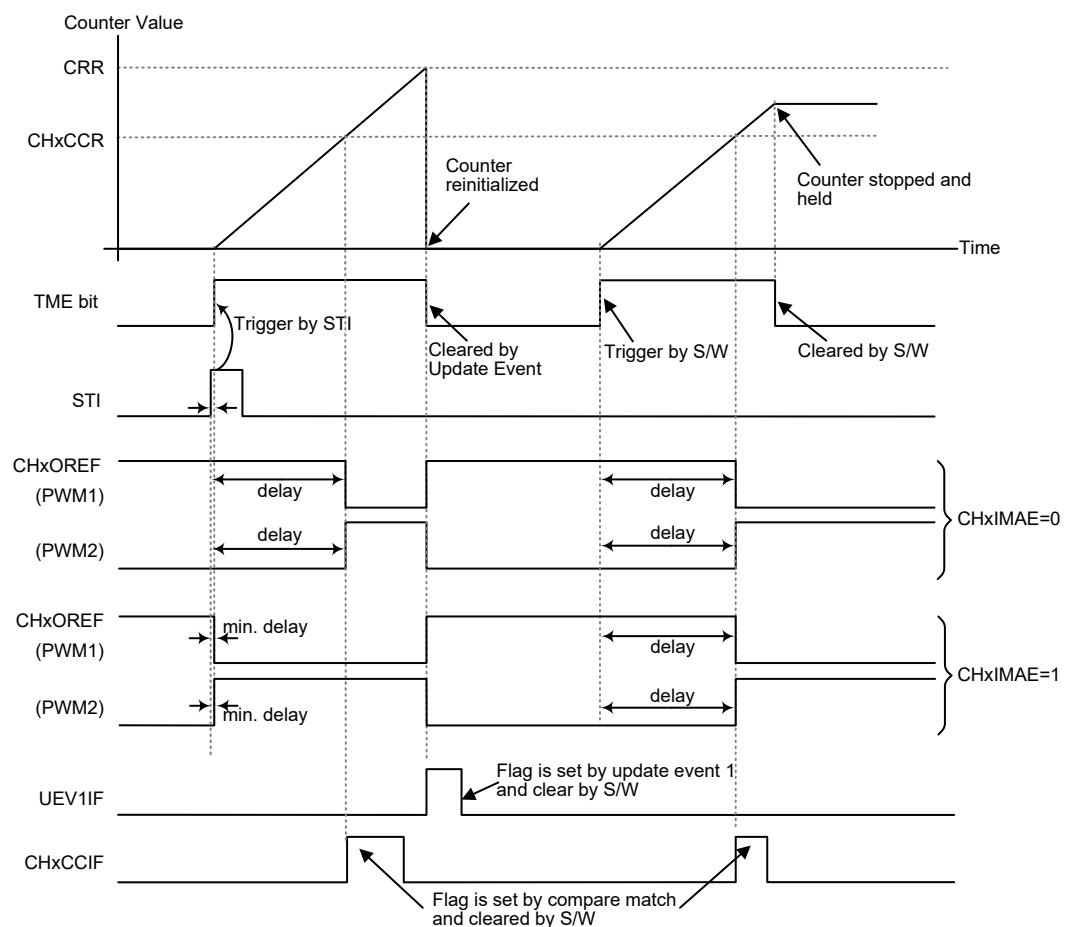 Counter Value
CRR
CHxCCR
Counter
reinitialized
Counter stopped and
held
Time
TME bit
Trigger by STI
Cleared by
Update Event
Trigger by S/W
Cleared by S/W
STI
CHxOREF
(PWM1)
delay
delay
(PWM2)
delay
delay
CHxIMAE=0
CHxOREF
(PWM1)
min. delay
delay
(PWM2)
min. delay
delay
CHxIMAE=1
UEV1IF
Flag is set by update event 1
and clear by S/W
CHxCCIF
Flag is set by compare match
and cleared by S/W